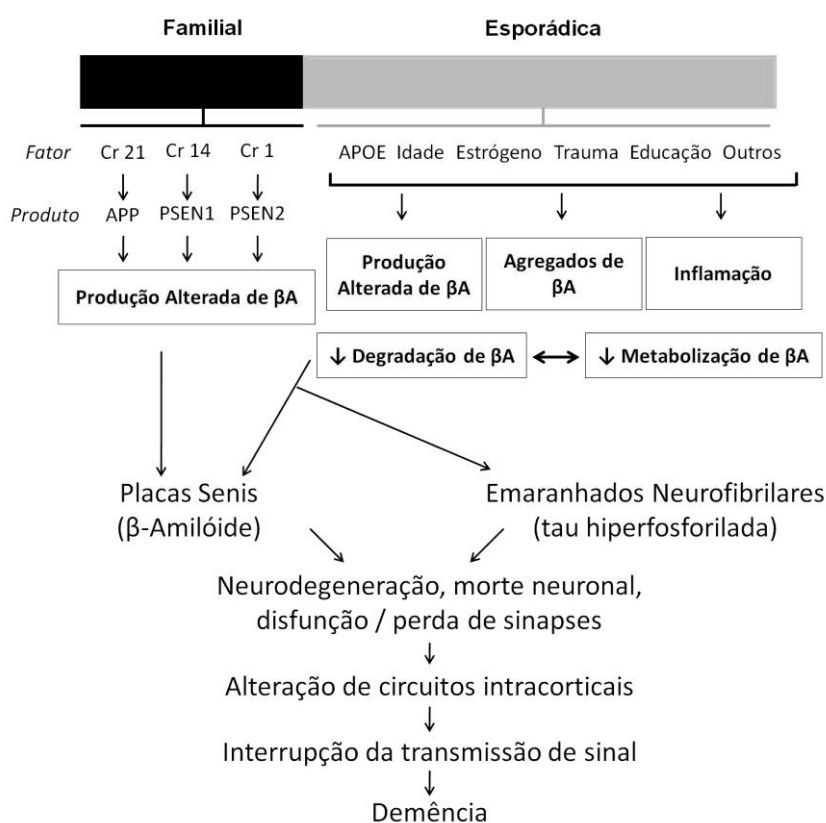 Familial Esporádica
Fator Cr 21 Cr 14 Cr 1 APOE Idade Estrógeno Trauma Educação Outros
Produto APP PSEN1 PSEN2
Produção Alterada de βA
Produção
Alterada de βA
Agregados de
βA
Inflamação
↓ Degradação de βA ↓ Metabolização de βA
Placas Senis
(β-Amilóide)
Emaranhados Neurofibrilares
(tau hiperfosforilada)
Neurodegeneração, morte neuronal,
disfunção / perda de sinapses
Alteração de circuitos intracorticais
Interrupção da transmissão de sinal
Demência